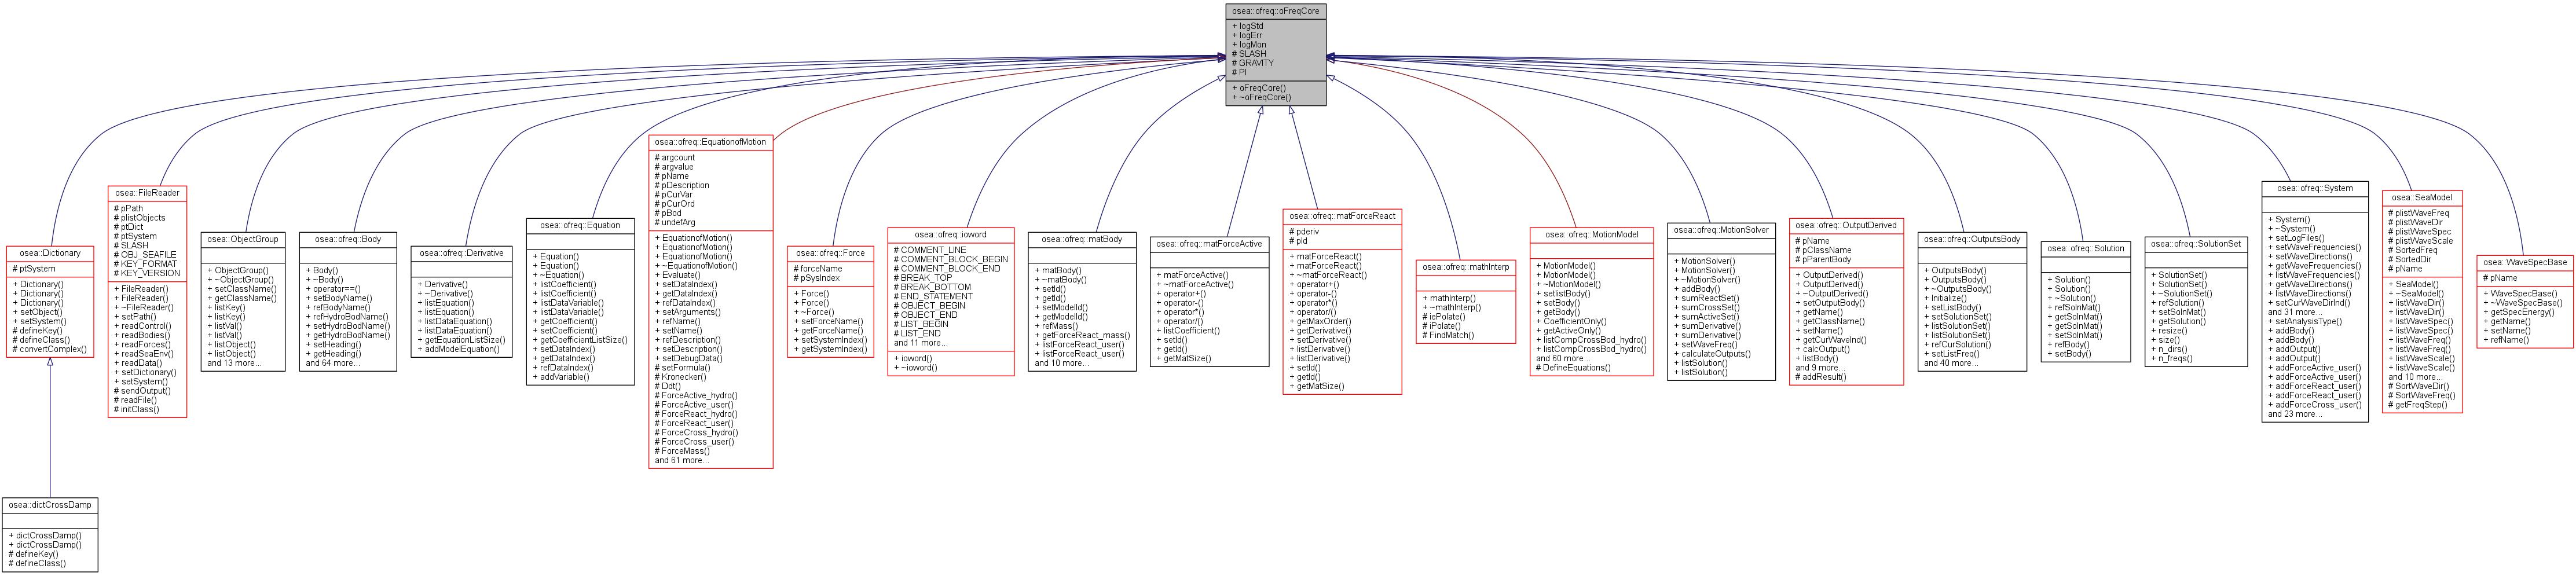 osea::ofreq::oFreqCore
+ logStd
+ logErr
+ logMon
# SLASH
# GRAVITY
# PI
+ oFreqCore()
+ ~oFreqCore()
osea::Dictionary
# ptSystem
+ Dictionary()
+ Dictionary()
+ Dictionary()
+ setObject()
+ setSystem()
# defineKey()
# defineClass()
# convertComplex()
osea::dictCrossDamp
+ dictCrossDamp()
+ dictCrossDamp()
# defineKey()
# defineClass()
osea::FileReader
# pPath
# plistObjects
# ptDict
# ptSystem
# SLASH
# OBJ_SEAFILE
# KEY_FORMAT
# KEY_VERSION
+ FileReader()
+ FileReader()
+ ~FileReader()
+ setPath()
+ readControl()
+ readBodies()
+ readForces()
+ readSeaEnv()
+ readData()
+ setDictionary()
+ setSystem()
# sendOutput()
# readFile()
# initClass()
osea::ObjectGroup
+ ObjectGroup()
+ ~ObjectGroup()
+ setClassName()
+ getClassName()
+ listKey()
+ listKey()
+ listVal()
+ listVal()
+ listObject()
+ listObject()
and 13 more...
osea::ofreq::Body
+ Body()
+ ~Body()
+ operator==()
+ setBodyName()
+ refBodyName()
+ refHydroBodName()
+ setHydroBodName()
+ getHydroBodName()
+ setHeading()
+ getHeading()
and 64 more...
osea::ofreq::Derivative
+ Derivative()
+ ~Derivative()
+ listEquation()
+ listEquation()
+ listDataEquation()
+ listDataEquation()
+ getEquationListSize()
+ addModelEquation()
osea::ofreq::Equation
+ Equation()
+ Equation()
+ ~Equation()
+ listCoefficient()
+ listCoefficient()
+ listDataVariable()
+ listDataVariable()
+ getCoefficient()
+ setCoefficient()
+ getCoefficientListSize()
+ setDataIndex()
+ getDataIndex()
+ refDataIndex()
+ addVariable()
osea::ofreq::EquationofMotion
# argcount
# argvalue
# pName
# pDescription
# pCurVar
# pCurOrd
# pBod
# undefArg
+ EquationofMotion()
+ EquationofMotion()
+ EquationofMotion()
+ ~EquationofMotion()
+ Evaluate()
+ setDataIndex()
+ getDataIndex()
+ refDataIndex()
+ setArguments()
+ refName()
+ setName()
+ refDescription()
+ setDescription()
+ setDebugData()
# setFormula()
# Kronecker()
# Ddt()
# ForceActive_hydro()
# ForceActive_user()
# ForceReact_hydro()
# ForceReact_user()
# ForceCross_hydro()
# ForceCross_user()
# ForceMass()
and 61 more...
osea::ofreq::Force
# forceName
# pSysIndex
+ Force()
+ Force()
+ ~Force()
+ setForceName()
+ getForceName()
+ setSystemIndex()
+ getSystemIndex()
osea::ofreq::ioword
# COMMENT_LINE
# COMMENT_BLOCK_BEGIN
# COMMENT_BLOCK_END
# BREAK_TOP
# BREAK_BOTTOM
# END_STATEMENT
# OBJECT_BEGIN
# OBJECT_END
# LIST_BEGIN
# LIST_END
and 11 more...
+ ioword()
+ ~ioword()
osea::ofreq::matBody
+ matBody()
+ ~matBody()
+ setId()
+ getId()
+ setModelId()
+ getModelId()
+ refMass()
+ getForceReact_mass()
+ listForceReact_user()
+ listForceReact_user()
and 10 more...
osea::ofreq::matForceActive
+ matForceActive()
+ ~matForceActive()
+ operator+()
+ operator-()
+ operator*()
+ operator/()
+ listCoefficient()
+ setId()
+ getId()
+ getMatSize()
osea::ofreq::matForceReact
# pderiv
# pId
+ matForceReact()
+ matForceReact()
+ ~matForceReact()
+ operator+()
+ operator-()
+ operator*()
+ operator/()
+ getMaxOrder()
+ getDerivative()
+ setDerivative()
+ listDerivative()
+ listDerivative()
+ setId()
+ getId()
+ getMatSize()
osea::ofreq::mathInterp
+ mathInterp()
+ ~mathInterp()
# iePolate()
# iPolate()
# FindMatch()
osea::ofreq::MotionModel
+ MotionModel()
+ MotionModel()
+ ~MotionModel()
+ setlistBody()
+ setBody()
+ getBody()
+ CoefficientOnly()
+ getActiveOnly()
+ listCompCrossBod_hydro()
+ listCompCrossBod_hydro()
and 60 more...
# DefineEquations()
osea::ofreq::MotionSolver
+ MotionSolver()
+ MotionSolver()
+ ~MotionSolver()
+ addBody()
+ sumReactSet()
+ sumCrossSet()
+ sumActiveSet()
+ sumDerivative()
+ sumDerivative()
+ setWaveFreq()
+ calculateOutputs()
+ listSolution()
+ listSolution()
osea::ofreq::OutputDerived
# pName
# pClassName
# pParentBody
+ OutputDerived()
+ OutputDerived()
+ ~OutputDerived()
+ setOutputBody()
+ getName()
+ getClassName()
+ setName()
+ getCurWaveInd()
+ calcOutput()
+ listBody()
and 9 more...
# addResult()
osea::ofreq::OutputsBody
+ OutputsBody()
+ OutputsBody()
+ ~OutputsBody()
+ Initialize()
+ setListBody()
+ setSolutionSet()
+ listSolutionSet()
+ listSolutionSet()
+ refCurSolution()
+ setListFreq()
and 40 more...
osea::ofreq::Solution
+ Solution()
+ Solution()
+ ~Solution()
+ refSolnMat()
+ getSolnMat()
+ getSolnMat()
+ setSolnMat()
+ refBody()
+ setBody()
osea::ofreq::SolutionSet
+ SolutionSet()
+ SolutionSet()
+ ~SolutionSet()
+ refSolution()
+ setSolnMat()
+ getSolution()
+ resize()
+ size()
+ n_dirs()
+ n_freqs()
osea::ofreq::System
+ System()
+ ~System()
+ setLogFiles()
+ setWaveFrequencies()
+ setWaveDirections()
+ getWaveFrequencies()
+ listWaveFrequencies()
+ getWaveDirections()
+ listWaveDirections()
+ setCurWaveDirInd()
and 31 more...
+ setAnalysisType()
+ addBody()
+ addBody()
+ addOutput()
+ addOutput()
+ addForceActive_user()
+ addForceActive_user()
+ addForceReact_user()
+ addForceReact_user()
+ addForceCross_user()
and 23 more...
osea::SeaModel
# plistWaveFreq
# plistWaveDir
# plistWaveSpec
# plistWaveScale
# SortedFreq
# SortedDir
# pName
+ SeaModel()
+ ~SeaModel()
+ listWaveDir()
+ listWaveDir()
+ listWaveSpec()
+ listWaveSpec()
+ listWaveFreq()
+ listWaveFreq()
+ listWaveScale()
+ listWaveScale()
and 10 more...
# SortWaveDir()
# SortWaveFreq()
# getFreqStep()
osea::WaveSpecBase
# pName
+ WaveSpecBase()
+ ~WaveSpecBase()
+ getSpecEnergy()
+ getName()
+ setName()
+ refName()